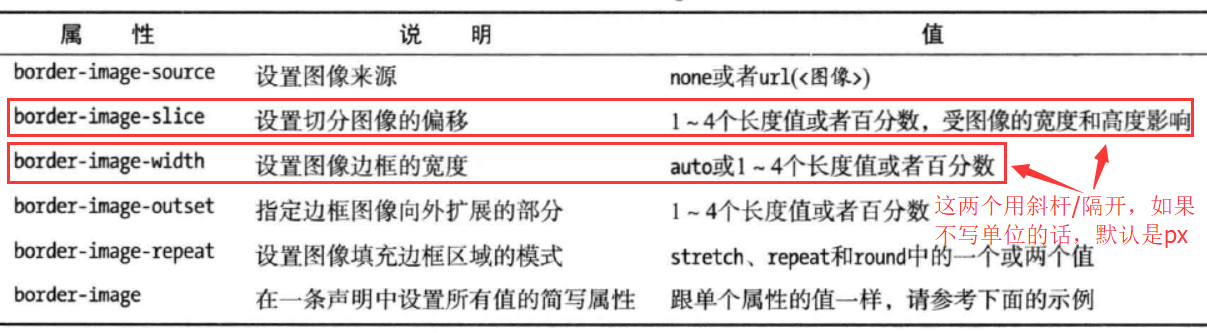 属 性 说 明 值
border-image-source 设置图像来源 none或者url(<图像>)
border-image-slice 设置切分图像的偏移 1~4个长度值或者百分数，受图像的宽度和高度影响
border-image-width 设置图像边框的宽度 auto或1~4个长度值或者百分数
border-image-outset 指定边框图像向外扩展的部分 1~4个长度值或者百分数
这两个用斜杆/隔开，如果
不写单位的话，默认是px
border-image-repeat 设置图像填充边框区域的模式 stretch、repeat和round中的一个或两个值
border-image 在一条声明中设置所有值的简写属性 跟单个属性的值一样，请参考下面的示例